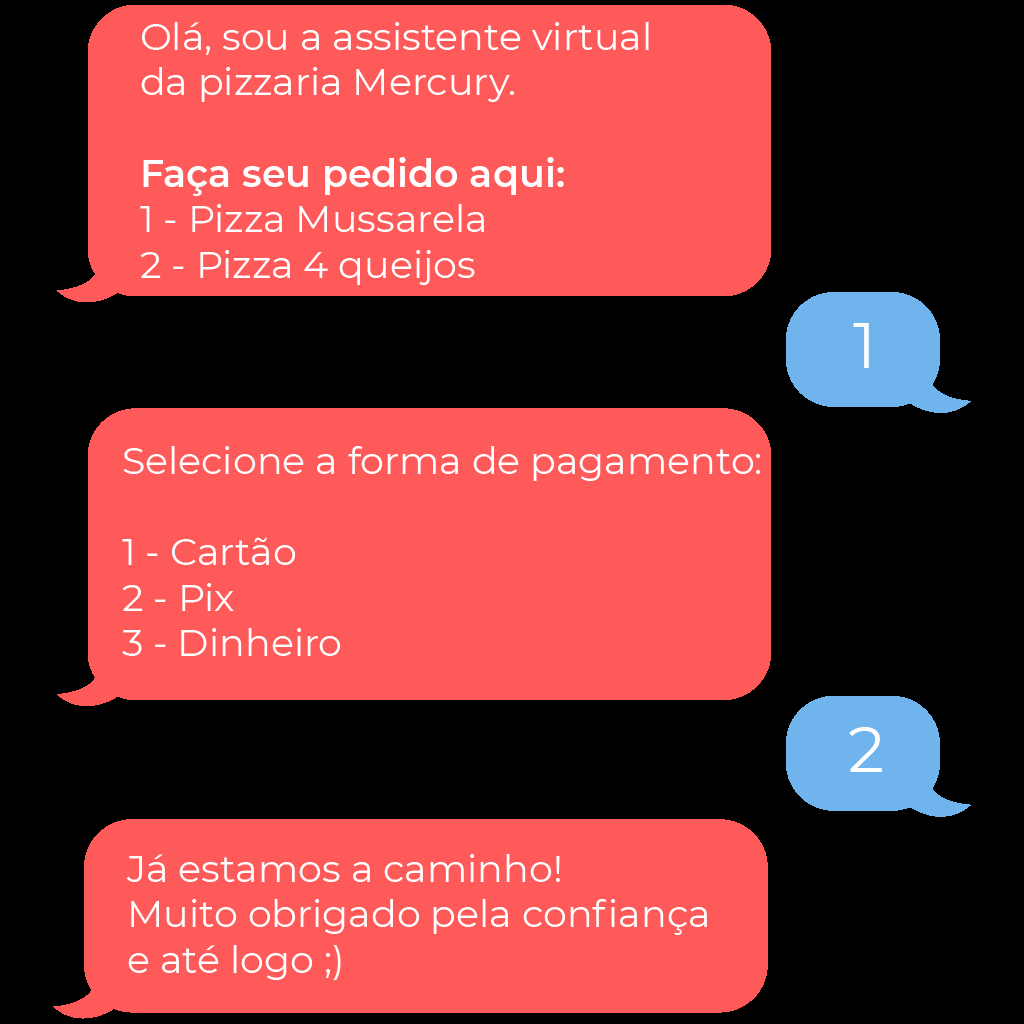 Olá, sou a assistente virtual
da pizzaria Mercury.
Faça seu pedido aqui:
1 - Pizza Mussarela
2 - Pizza 4 queijos
1
Selecione a forma de pagamento:
1 - Cartão
2 - Pix
3 - Dinheiro
2
Já estamos a caminho!
Muito obrigado pela confiança
e até logo ;)